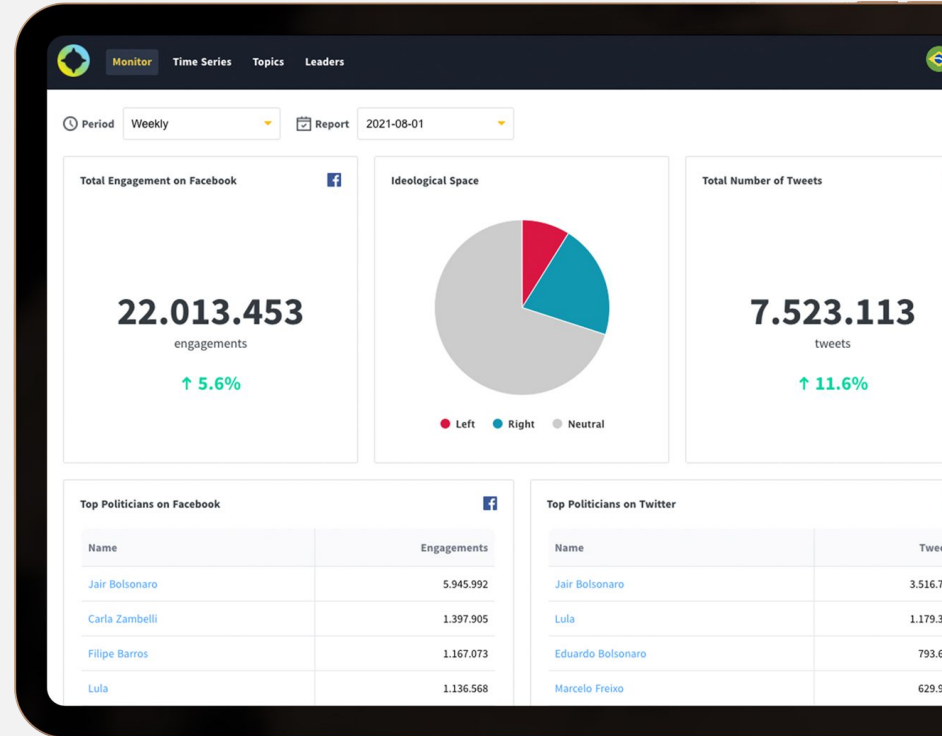 Monitor Time Series Topics Leaders
Period Weekly Report 2021-08-01
Total Engagement on Facebook
22.013.453
engagements
↑ 5.6%
Ideological Space
Left Right Neutral
Total Number of Tweets
7.523.113
tweets
↑ 11.6%
Top Politicians on Facebook
Name Engagements
Jair Bolsonaro 5.945.992
Carla Zambelli 1.397.905
Filipe Barros 1.167.073
Lula 1.136.568
Top Politicians on Twitter
Name
Jair Bolsonaro
Lula
Eduardo Bolsonaro
Marcelo Freixo